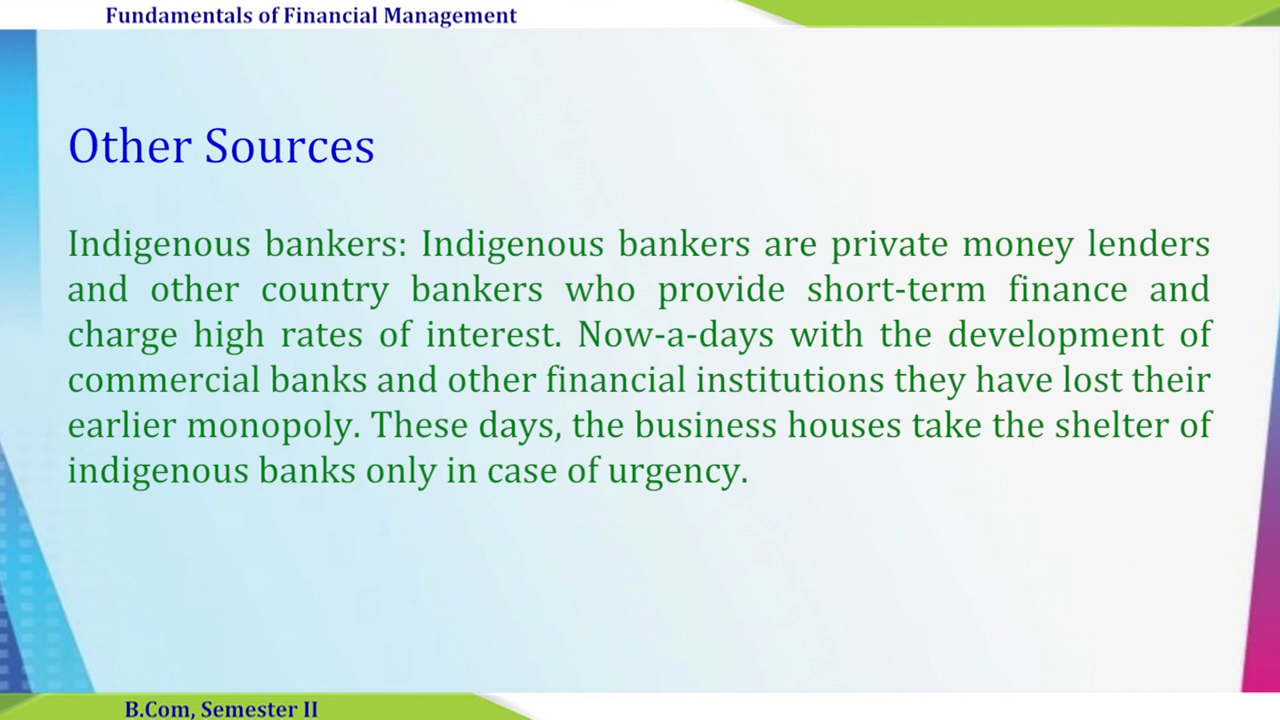 Fundamentals of Financial Management
Other Sources
Indigenous bankers: Indigenous bankers are private money lenders
and other country bankers who provide short-term finance and
charge high rates of interest. Now-a-days with the development of
commercial banks and other financial institutions they have lost their
earlier monopoly. These days, the business houses take the shelter of
indigenous banks only in case of urgency.
B.Com, Semester II